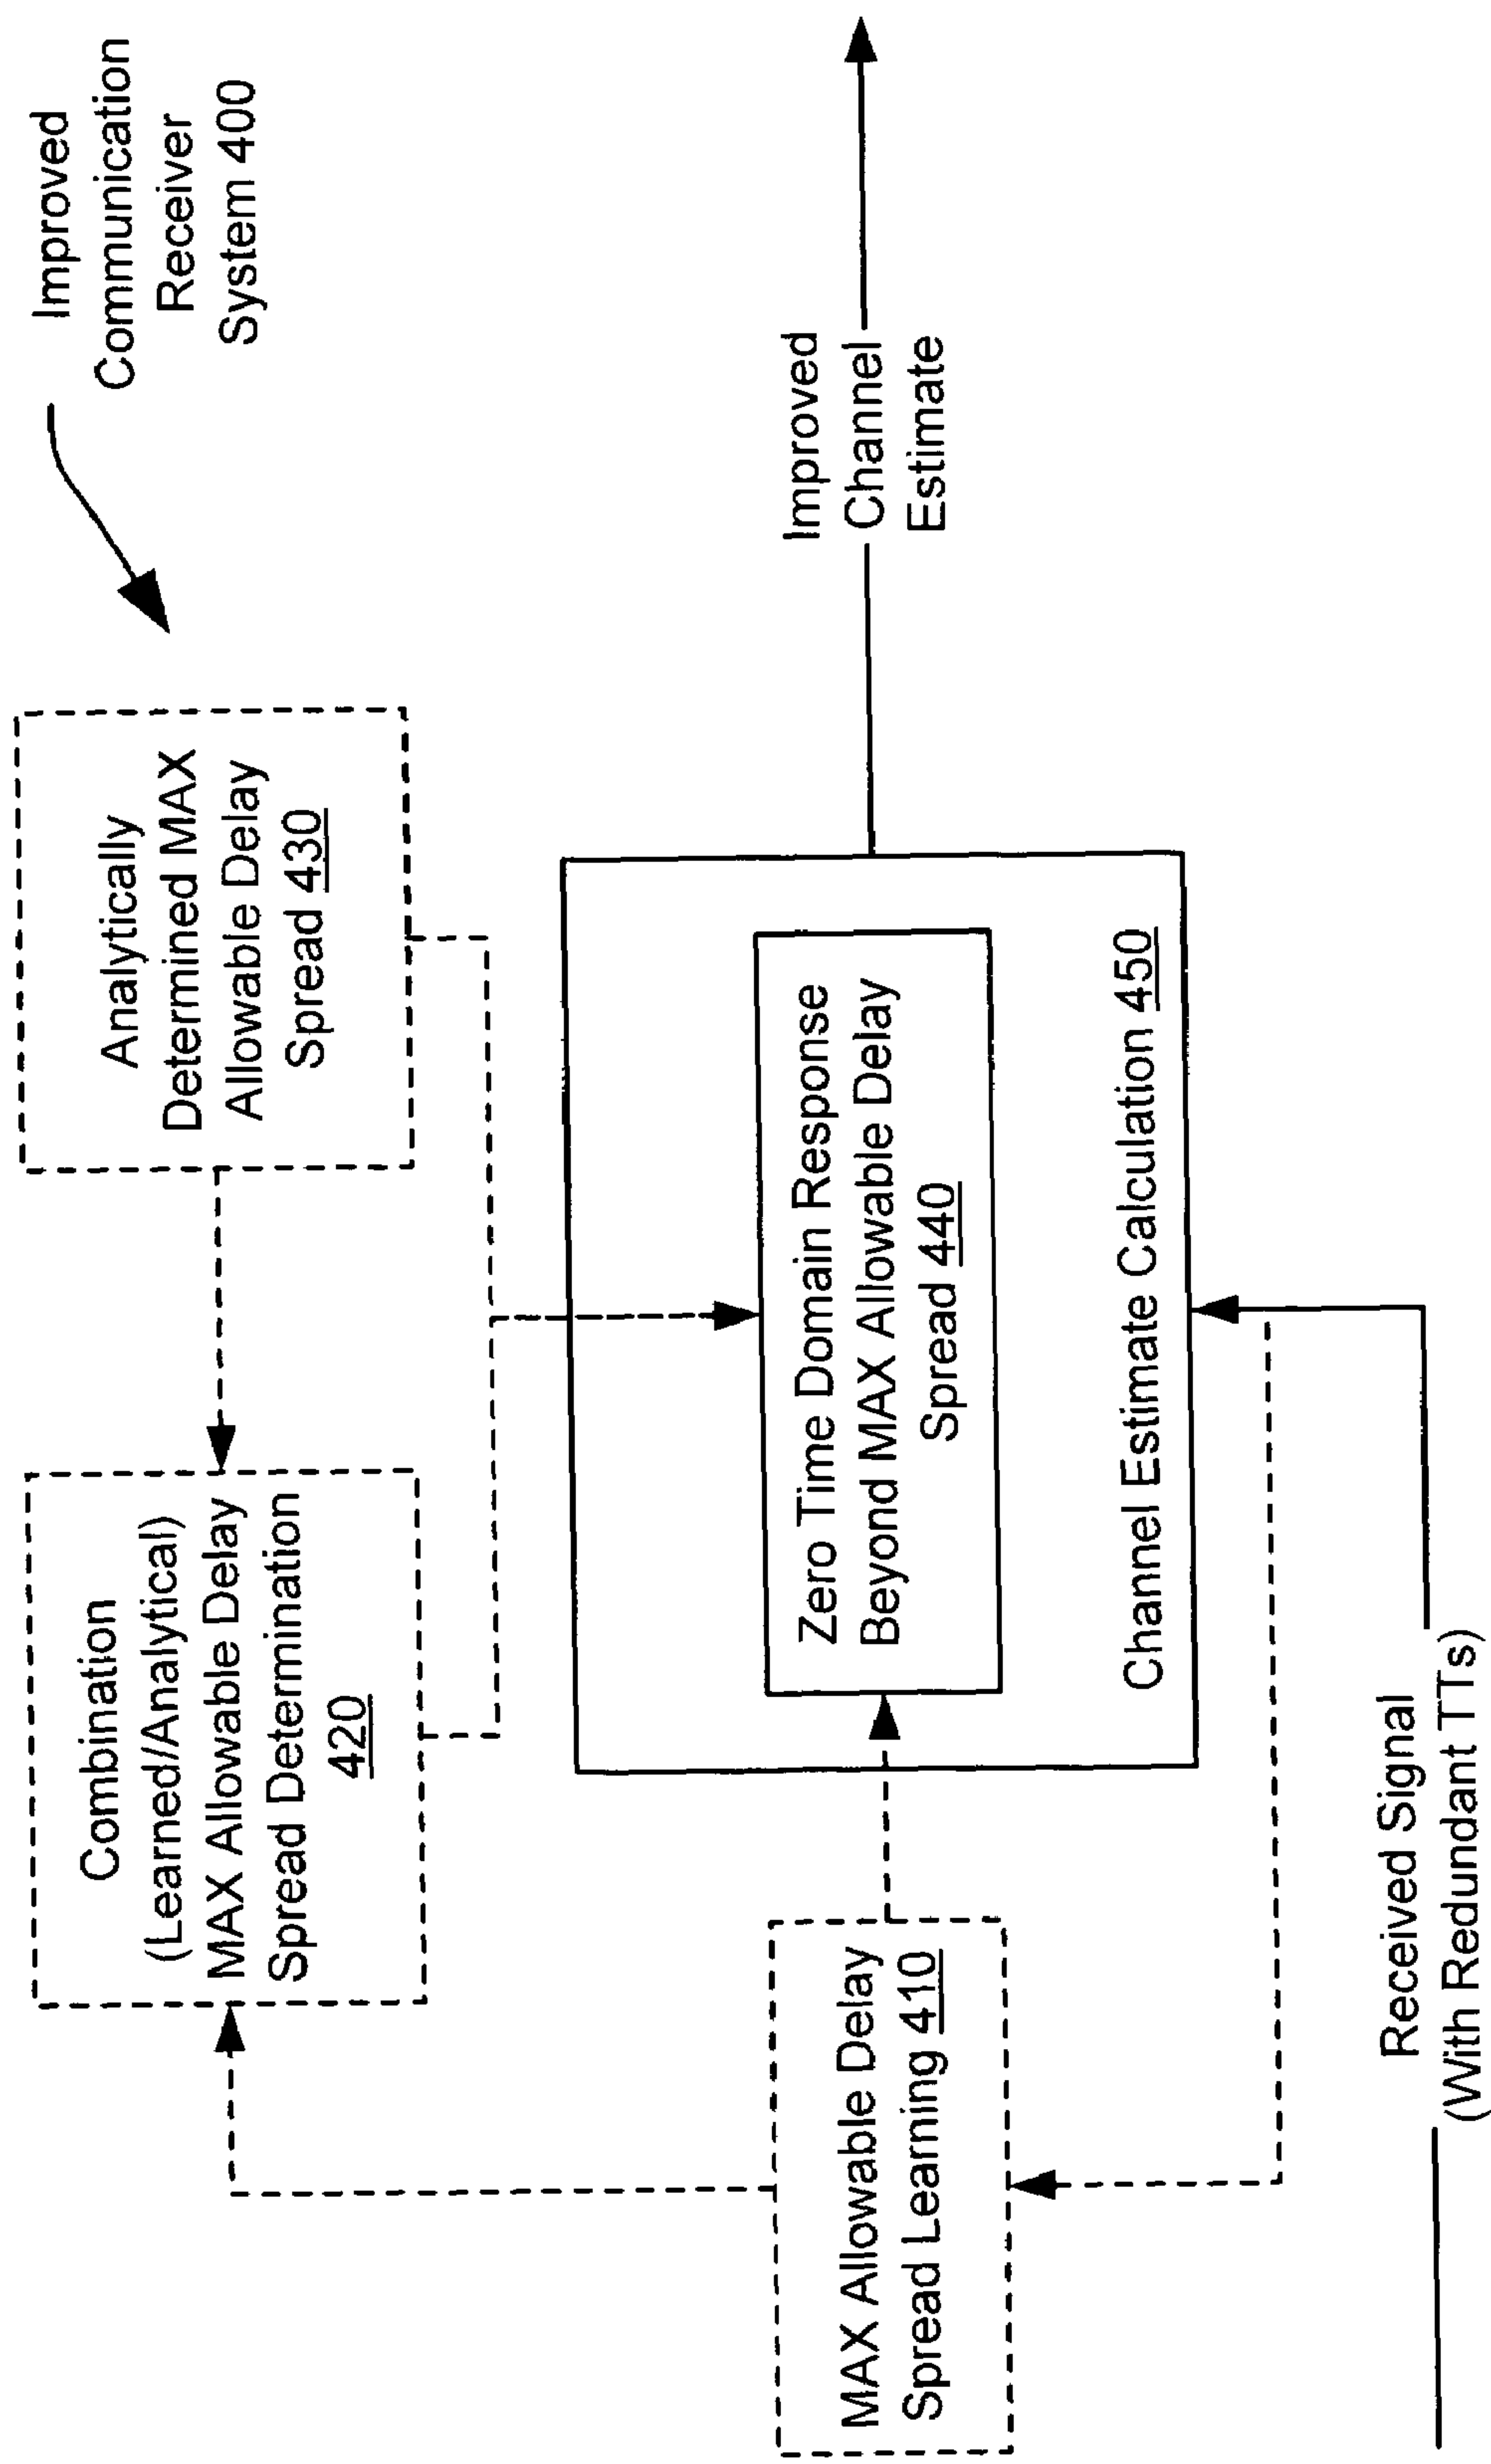 Improved
Communication
Receiver
System 400
Combination
(Learned/Analytical)
MAX Allowable Delay
Spread Determination
420
Analytically
Determined MAX
Allowable Delay
Spread 430
MAX Allowable Delay
Spread Learning 410
Zero Time Domain Response
Beyond MAX Allowable Delay
Spread 440
Channel Estimate Calculation 450
Improved
Channel
Estimate
Received Signal
(With Redundant TTs)